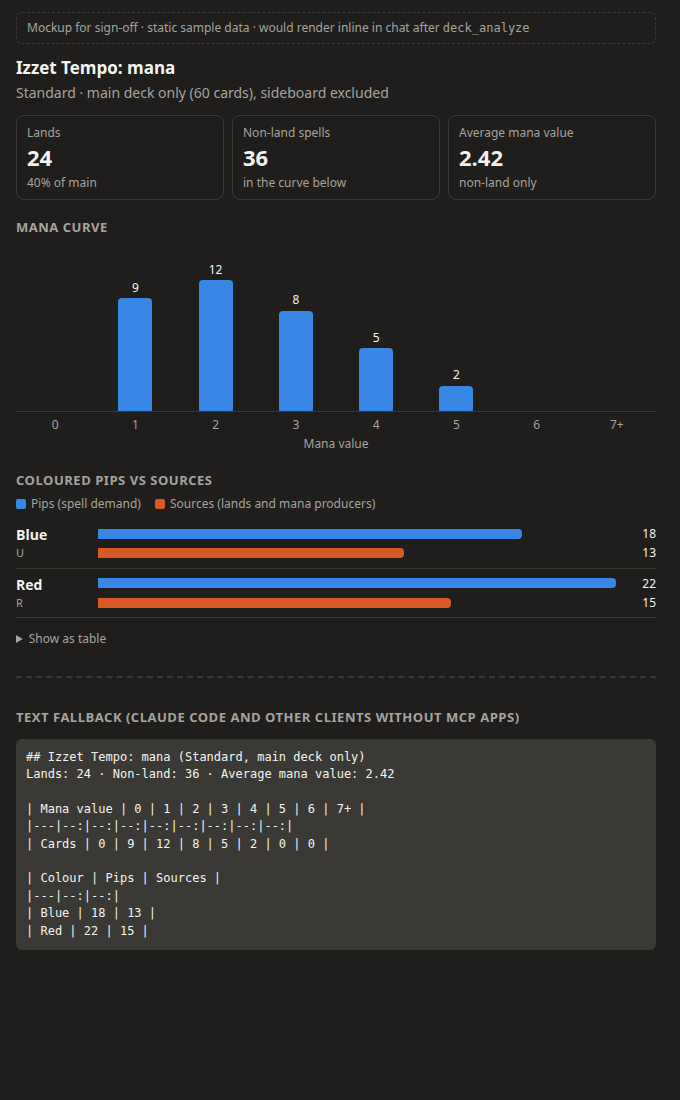 Mockup for sign-off · static sample data · would render inline in chat after deck_analyze
Izzet Tempo: mana
Standard · main deck only (60 cards), sideboard excluded
Lands
24
40% of main
Non-land spells
36
in the curve below
Average mana value
2.42
non-land only
MANA CURVE
9
12
8
5
2
0 1 2 3 4 5 6 7+
Mana value
COLOURED PIPS VS SOURCES
Pips (spell demand) Sources (lands and mana producers)
Blue 18
U 13
Red 22
R 15
Show as table
TEXT FALLBACK (CLAUDE CODE AND OTHER CLIENTS WITHOUT MCP APPS)
## Izzet Tempo: mana (Standard, main deck only)
Lands: 24 · Non-land: 36 · Average mana value: 2.42
| Mana value | 0 | 1 | 2 | 3 | 4 | 5 | 6 | 7+ |
|---|--:|--:|--:|--:|--:|--:|--:|--:|
| Cards | 0 | 9 | 12 | 8 | 5 | 2 | 0 | 0 |
| Colour | Pips | Sources |
|---|--:|--:|
| Blue | 18 | 13 |
| Red | 22 | 15 |